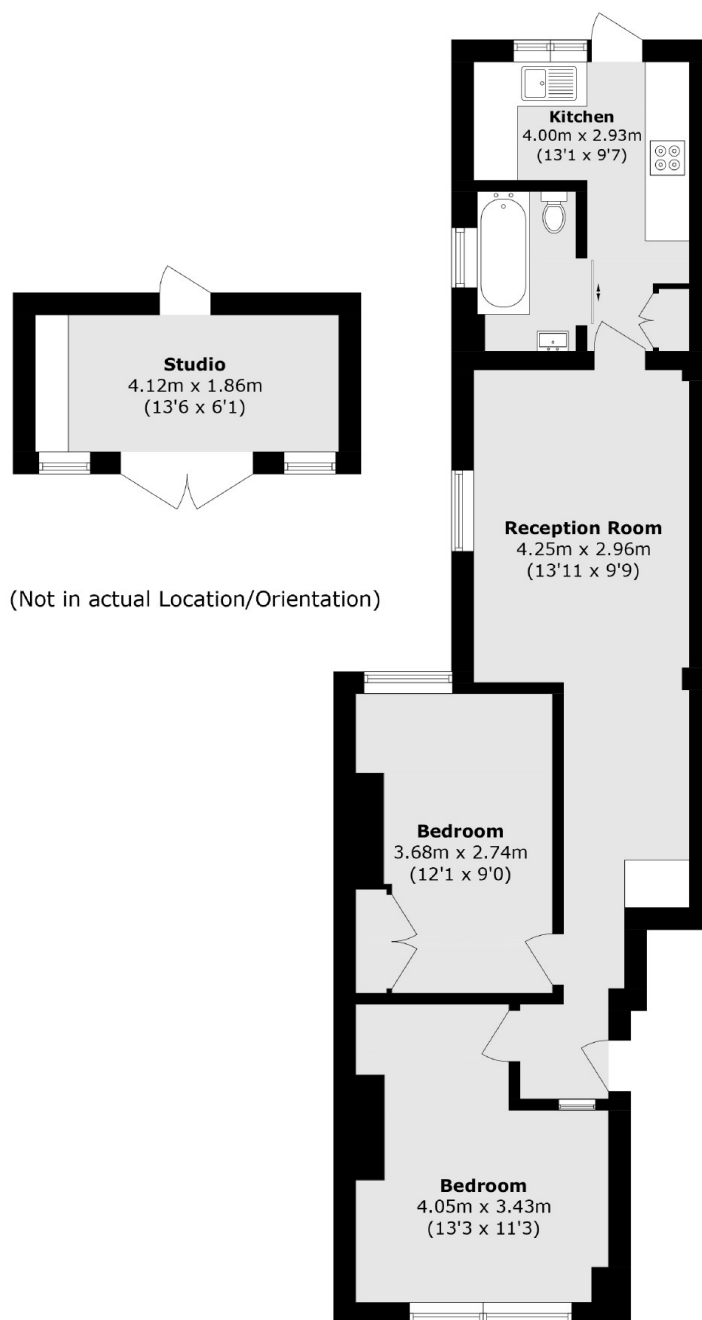 Kitchen
4.00m x 2.93m
(13'1 x 9'7)
Studio
4.12m x 1.86m
(13'6 x 6'1)
Reception Room
4.25m x 2.96m
(13'11 x 9'9)
(Not in actual Location/Orientation)
Bedroom
3.68m x 2.74m
(12'1 x 9'0)
Bedroom
4.05m x 3.43m
(13'3 x 11'3)